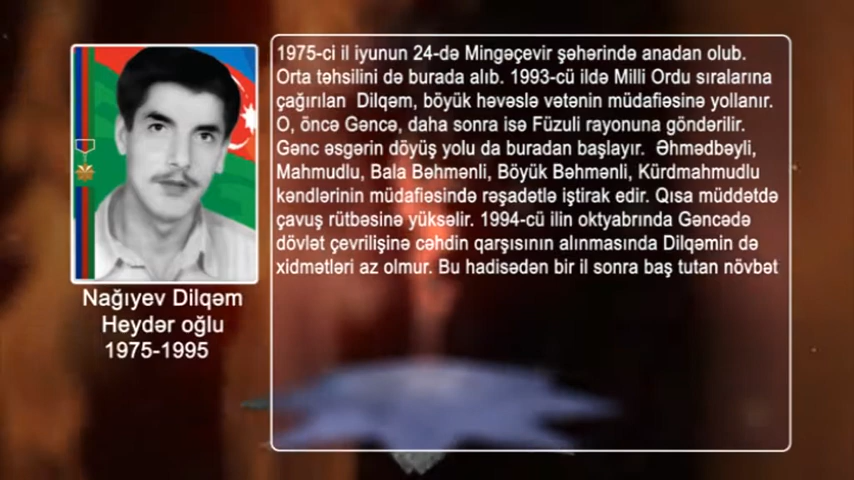 1975-ci il iyunun 24-də Mingəçevir şəhərində anadan olub.
Orta təhsilini də burada alıb. 1993-cü ildə Milli Ordu sıralarına
çağırılan Dilqəm, böyük həvəslə vətənin müdafiəsinə yollanır.
O, öncə Gəncə, daha sonra isə Füzuli rayonuna göndərilir.
Gənc əsgərin döyüş yolu da buradan başlayır. Əhmədbəyli,
Mahmudlu, Bala Bəhmənli, Böyük Bəhmənli, Kürdmahmudlu
kəndlərinin müdafiəsində rəşadətlə iştirak edir. Qısa müddətdə
çavuş rütbəsinə yüksəlir. 1994-cü ilin oktyabrında Gəncədə
dövlət çevrilişinə cəhdin qarşısının alınmasında Dilqəmin də
xidmətləri az olmur. Bu hadisədən bir il sonra baş tutan növbət
Nağıyev Dilqəm
Heydər oğlu
1975-1995